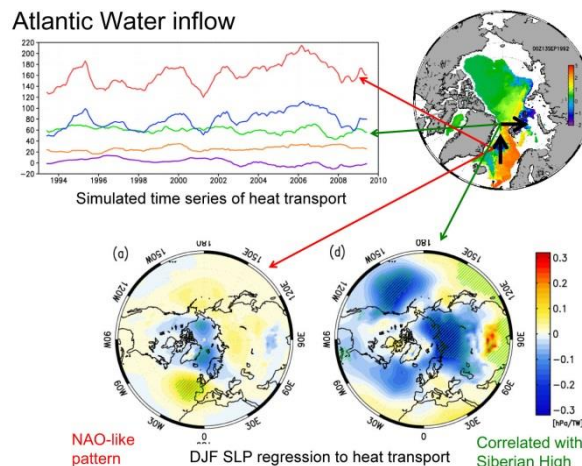 Atlantic Water inflow
220
200
180
160
140
120
100
80
60
40
20
0
-20
1994 1996 1998 2000 2002 2004 2006 2008 2010
Simulated time series of heat transport
00Z13SEP1992
(a)
180
150W 150E
120W 120E
90W 90E
60W 60E
30W 30E
(d)
180
150W 150E
120W 120E
90W 90E
60W 60E
30W 30E
0
0.3
0.2
0.1
0
-0.1
-0.2
-0.3
[hPa/TW]
NAO-like
pattern
DJF SLP regression to heat transport
Correlated with
Siberian High